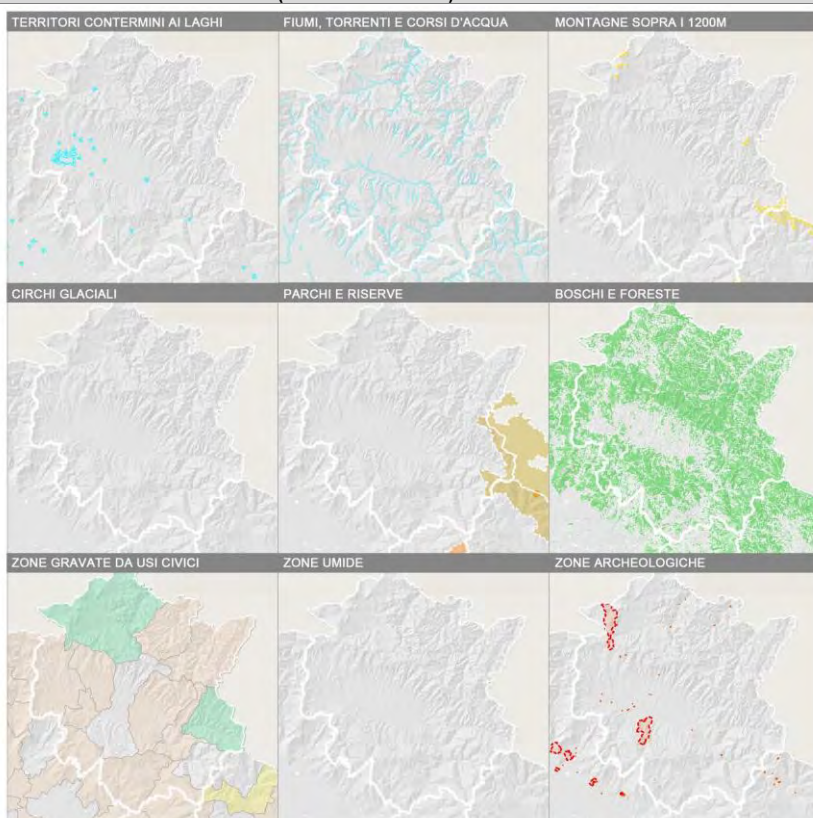 TERRITORI CONTERMINI AI LAGHI
FIUMI, TORRENTI E CORSI D'ACQUA
MONTAGNE SOPRA I 1200M
CIRCHI GLACIALI
PARCHI E RISERVE
BOSCHI E FORESTE
ZONE GRAVATE DA USI CIVICI
ZONE UMIDE
ZONE ARCHEOLOGICHE